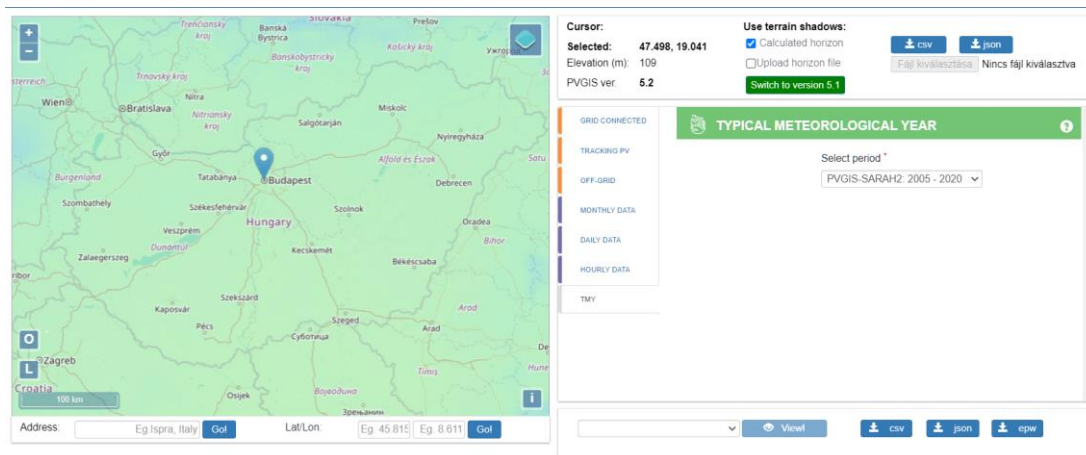 Trenčiansky
kraj
Banská
Bystrica
Slovakia
Prešov
Košický kraj
Banskobystrický
kraj
Trnavský kraj
Nitra
Wien
Bratislava
Nitriansky
kraj
Salgótarján
Miskolc
Nyíregyháza
Győr
Alföld és Észak
Satu
Burgenland
Tatabánya
Budapest
Debrecen
Szombathely
Székesfehérvár
Szolnok
Veszprém
Hungary
Oradea
Dunántúl
Bihor
Zalaegerszeg
Kecskemét
Békéscsaba
Szekszárd
Kaposvár
Arad
Pécs
Szeged
Arad
Суботица
O
L
Zagreb
Timiș
Croatia
100 km
Osijek
Војводина
Зрењанин
i
Address: Eg.Ispra, Italy Go! Lat/Lon: Eg. 45.815 Eg. 8.611 Go!
Cursor:
Selected: 47.498, 19.041
Elevation (m): 109
PVGIS ver. 5.2
Use terrain shadows:
Calculated horizon
Upload horizon file
Switch to version 5.1
csv json
Fájl kiválasztása Nincs fájl kiválasztva
GRID CONNECTED
TRACKING PV
OFF-GRID
MONTHLY DATA
DAILY DATA
HOURLY DATA
TMY
TYPICAL METEOROLOGICAL YEAR ?
Select period *
PVGIS-SARAH2: 2005 - 2020
View! csv json epw